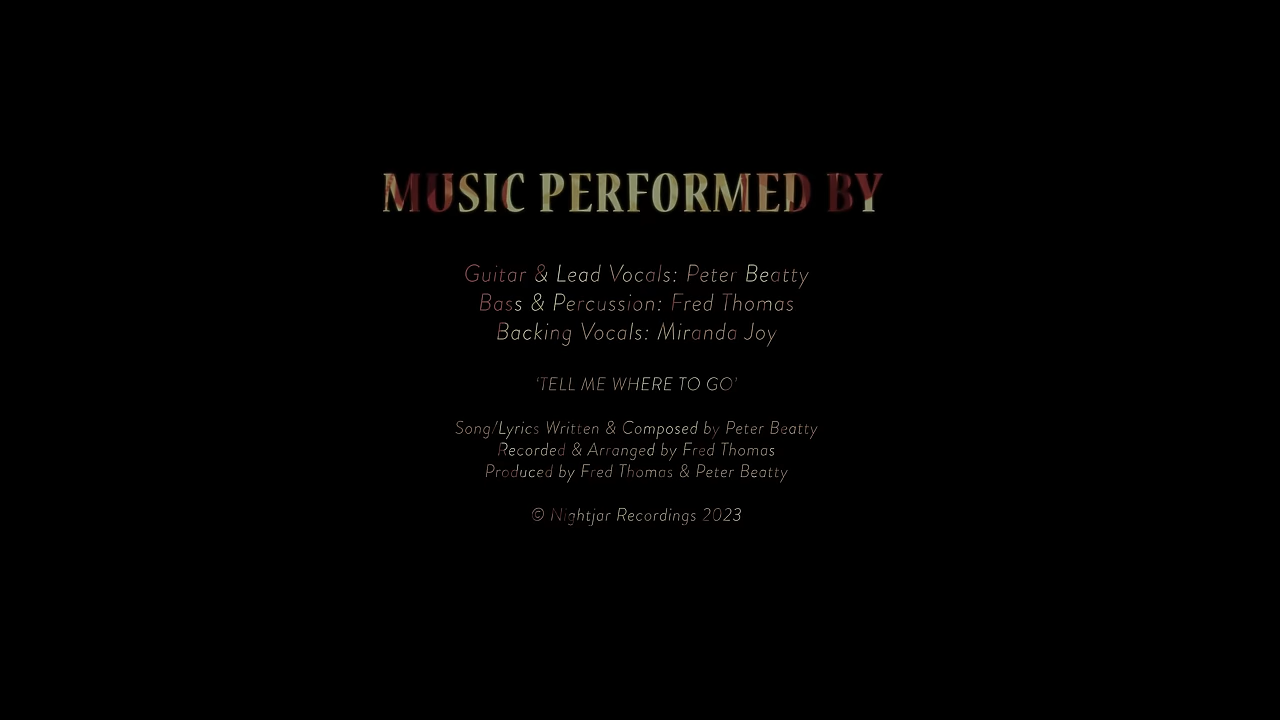 MUSIC PERFORMED BY
Guitar & Lead Vocals: Peter Beatty
Bass & Percussion: Fred Thomas
Backing Vocals: Miranda Joy
‘TELL ME WHERE TO GO’
Song/Lyrics Written & Composed by Peter Beatty
Recorded & Arranged by Fred Thomas
Produced by Fred Thomas & Peter Beatty
© Nightjar Recordings 2023